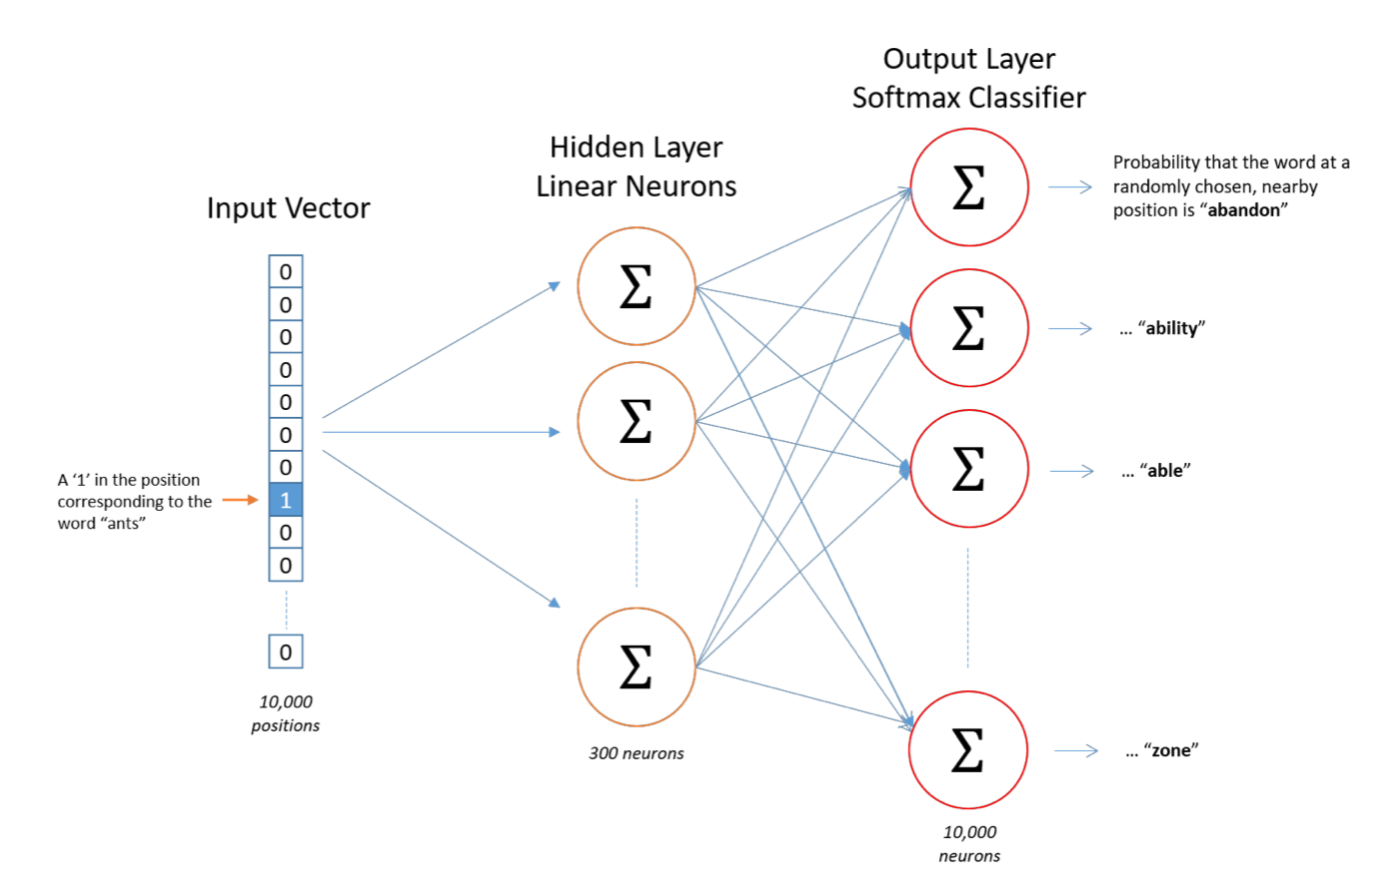 Output Layer
Softmax Classifier
Hidden Layer
Linear Neurons
Input Vector
0
0
0
0
0
0
0
1
0
0
0
A ‘1’ in the position
corresponding to the
word “ants”
10,000
positions
Σ
Σ
Σ
300 neurons
Σ
Probability that the word at a
randomly chosen, nearby
position is “abandon”
Σ
... “ability”
Σ
... “able”
Σ
... “zone”
10,000
neurons